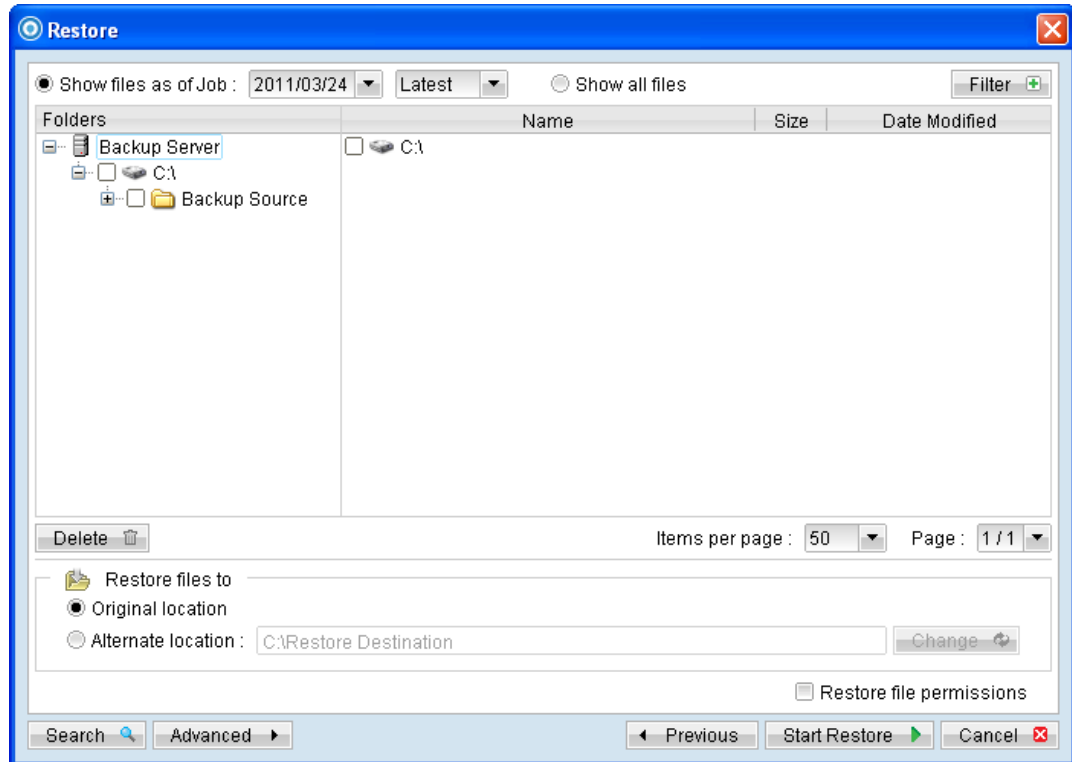 Restore
Show files as of Job : 2011/03/24 Latest Show all files Filter
Folders Name Size Date Modified
Backup Server C:\
C:\
Backup Source
Delete Items per page : 50 Page : 1 / 1
Restore files to
Original location
Alternate location : C:\Restore Destination Change
Restore file permissions
Search Advanced Previous Start Restore Cancel